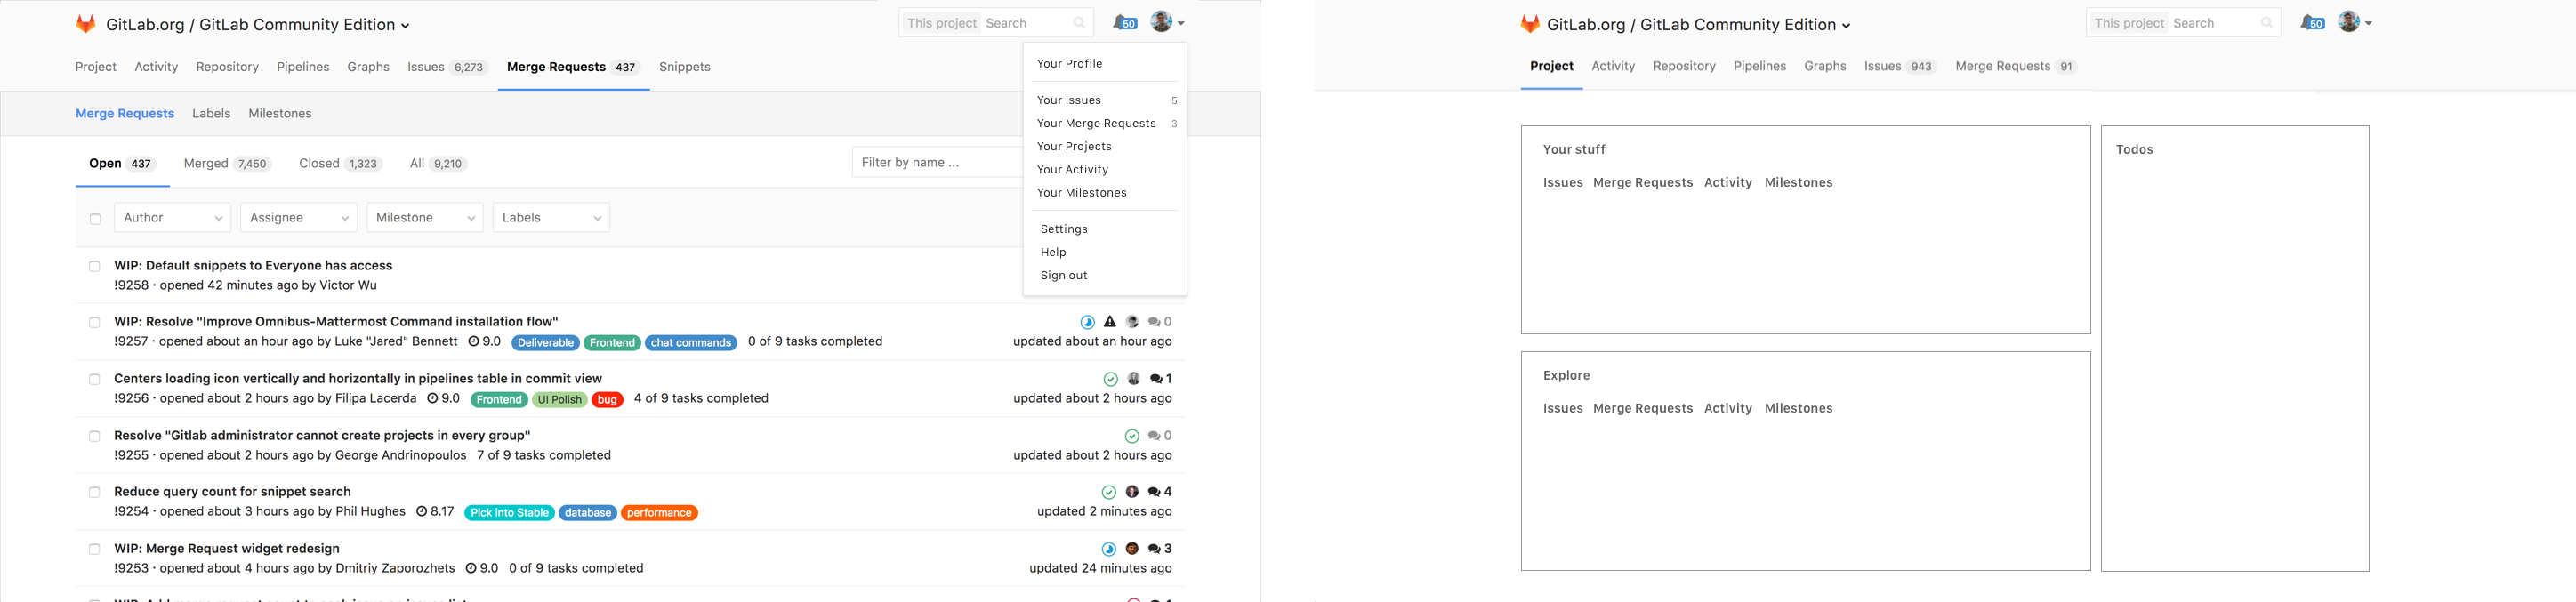 GitLab.org / GitLab Community Edition
This project Search
50
Project Activity Repository Pipelines Graphs Issues 6,273 Merge Requests 437 Snippets
Merge Requests Labels Milestones
Open 437 Merged 7,450 Closed 1,323 All 9,210
Filter by name ...
Author Assignee Milestone Labels
Your Profile
Your Issues 5
Your Merge Requests 3
Your Projects
Your Activity
Your Milestones
Settings
Help
Sign out
WIP: Default snippets to Everyone has access
!9258 · opened 42 minutes ago by Victor Wu
WIP: Resolve "Improve Omnibus-Mattermost Command installation flow" 0
!9257 · opened about an hour ago by Luke "Jared" Bennett 9.0 Deliverable Frontend chat commands 0 of 9 tasks completed updated about an hour ago
Centers loading icon vertically and horizontally in pipelines table in commit view 1
!9256 · opened about 2 hours ago by Filipa Lacerda 9.0 Frontend UI Polish bug 4 of 9 tasks completed updated about 2 hours ago
Resolve "Gitlab administrator cannot create projects in every group" 0
!9255 · opened about 2 hours ago by George Andrinopoulos 7 of 9 tasks completed updated about 2 hours ago
Reduce query count for snippet search 4
!9254 · opened about 3 hours ago by Phil Hughes 8.17 Pick into Stable database performance updated 2 minutes ago
WIP: Merge Request widget redesign 3
!9253 · opened about 4 hours ago by Dmitriy Zaporozhets 9.0 0 of 9 tasks completed updated 24 minutes ago
GitLab.org / GitLab Community Edition
This project Search
50
Project Activity Repository Pipelines Graphs Issues 943 Merge Requests 91
Your stuff
Issues Merge Requests Activity Milestones
Explore
Issues Merge Requests Activity Milestones
Todos